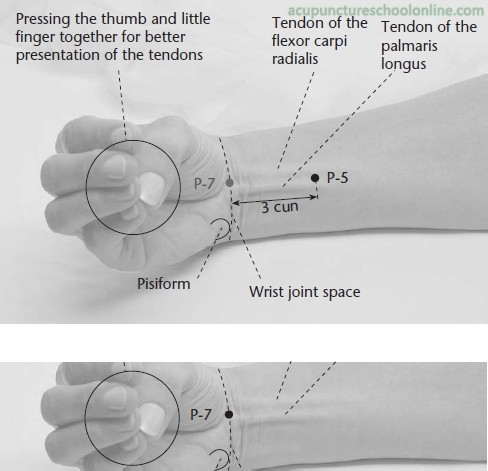 acupunctureschoolonline.com
Pressing the thumb and little
finger together for better
presentation of the tendons
Tendon of the
flexor carpi
radialis
Tendon of the
palmaris
longus
P-7
P-5
3 cun
Pisiform
Wrist joint space
P-7